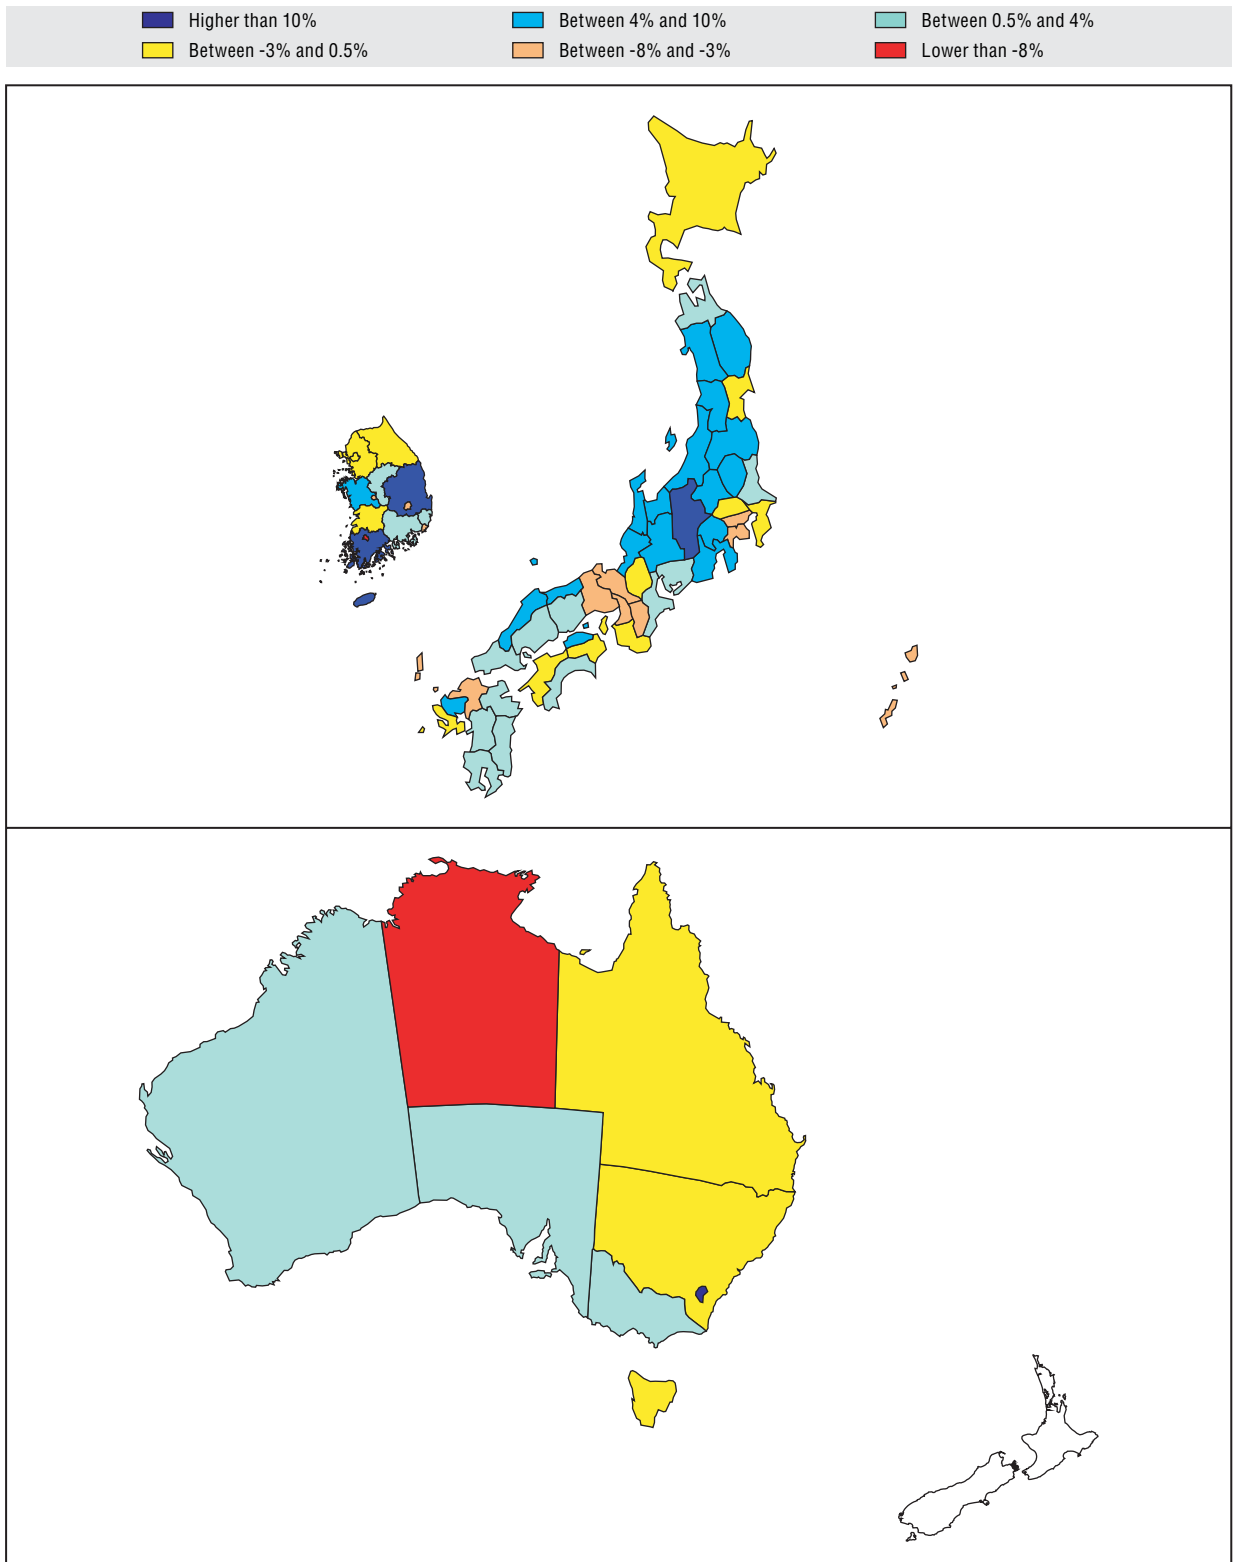 Higher than 10% Between 4% and 10% Between 0.5% and 4%
Between -3% and 0.5% Between -8% and -3% Lower than -8%